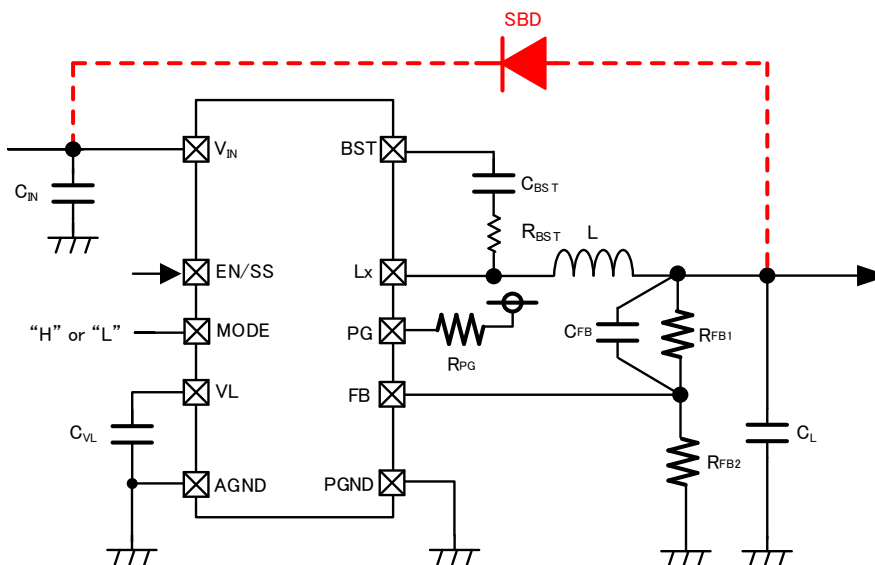 SBD
VIN
BST
CIN
CBST
RBST
L
EN/SS
Lx
“H” or “L”
MODE
PG
CFB
RFB1
RPG
VL
FB
CVL
CL
RFB2
AGND
PGND